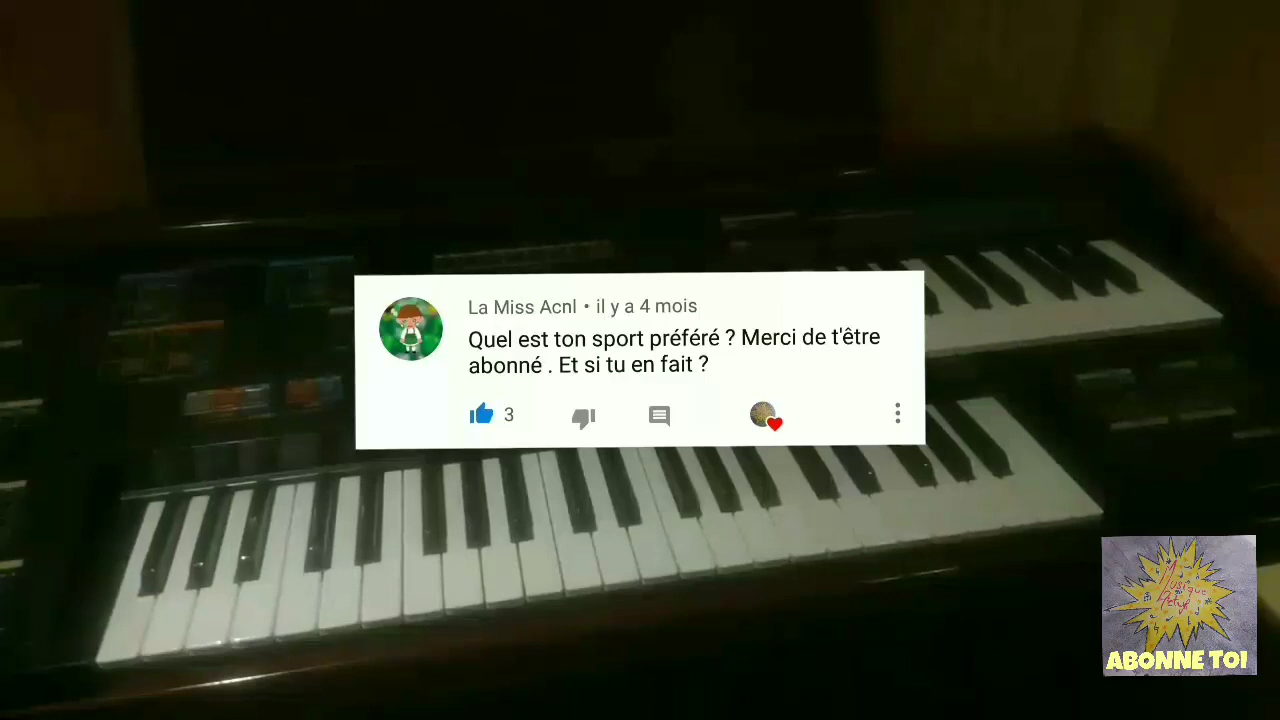 La Miss Acnl • il y a 4 mois
Quel est ton sport préféré ? Merci de t'être
abonné . Et si tu en fait ?
3
Musique
ABONNE TOI